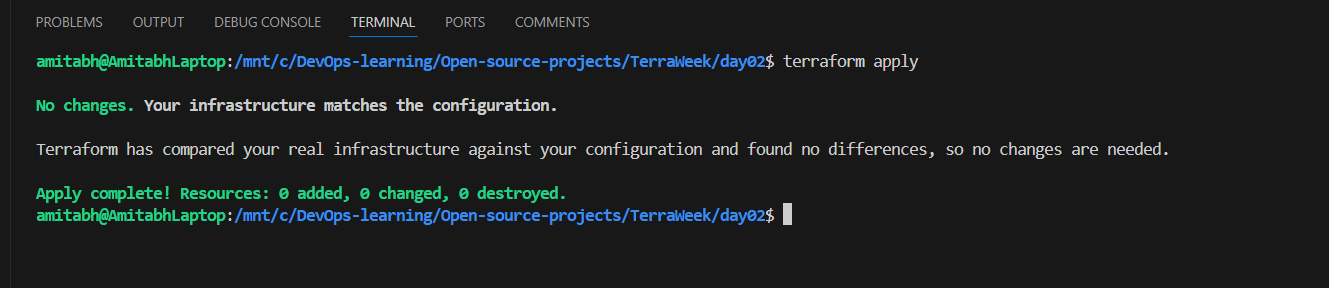 PROBLEMS OUTPUT DEBUG CONSOLE TERMINAL PORTS COMMENTS
amitabh@AmitabhLaptop:/mnt/c/DevOps-learning/Open-source-projects/TerraWeek/day02$ terraform apply
No changes. Your infrastructure matches the configuration.
Terraform has compared your real infrastructure against your configuration and found no differences, so no changes are needed.
Apply complete! Resources: 0 added, 0 changed, 0 destroyed.
amitabh@AmitabhLaptop:/mnt/c/DevOps-learning/Open-source-projects/TerraWeek/day02$